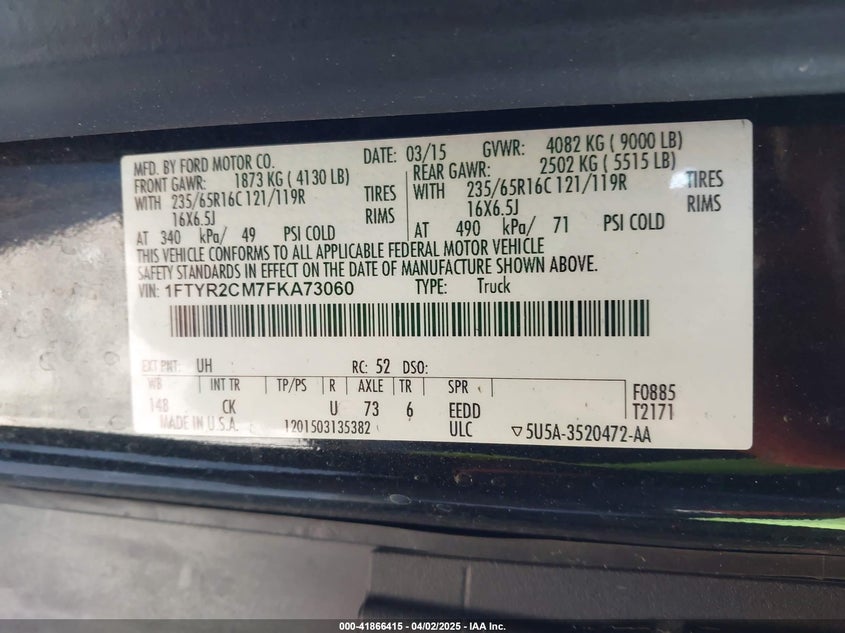 MFD. BY FORD MOTOR CO. DATE: 03/15 GVWR: 4082 KG ( 9000 LB)
FRONT GAWR: 1873 KG ( 4130 LB) REAR GAWR: 2502 KG ( 5515 LB)
WITH 235/65R16C 121/119R TIRES WITH 235/65R16C 121/119R TIRES
16X6.5J RIMS 16X6.5J RIMS
AT 340 kPa/ 49 PSI COLD AT 490 kPa/ 71 PSI COLD
THIS VEHICLE CONFORMS TO ALL APPLICABLE FEDERAL MOTOR VEHICLE
SAFETY STANDARDS IN EFFECT ON THE DATE OF MANUFACTURE SHOWN ABOVE.
VIN: 1FTYR2CM7FKA73060 TYPE: Truck
EXT PNT: UH RC: 52 DSO:
WB INT TR TP/PS R AXLE TR SPR F0885
148 CK U 73 6 EEDD T2171
MADE IN U.S.A. 1201503135382 ULC ▽5U5A-3520472-AA
000-41866415 - 04/02/2025 - IAA Inc.